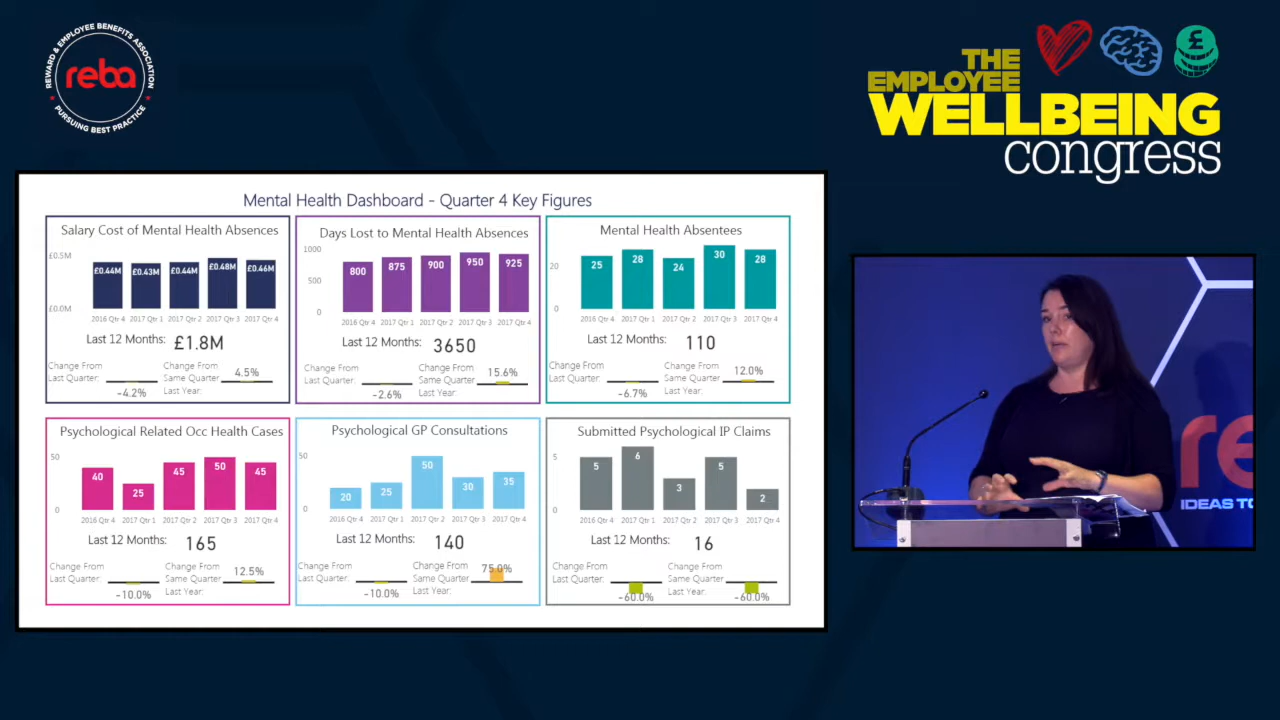 REWARD & EMPLOYEE BENEFITS ASSOCIATION
reba
PURSUING BEST PRACTICE
THE
EMPLOYEE
WELLBEING
congress
£
Mental Health Dashboard - Quarter 4 Key Figures
Salary Cost of Mental Health Absences
£0.5M
£0.0M
£0.44M £0.43M £0.44M £0.48M £0.46M
2016 Qtr 4 2017 Qtr 1 2017 Qtr 2 2017 Qtr 3 2017 Qtr 4
Last 12 Months: £1.8M
Change From
Last Quarter:
-4.2%
Change From
Same Quarter
Last Year:
4.5%
Days Lost to Mental Health Absences
1000
500
0
800 875 900 950 925
2016 Qtr 4 2017 Qtr 1 2017 Qtr 2 2017 Qtr 3 2017 Qtr 4
Last 12 Months: 3650
Change From
Last Quarter:
-2.6%
Change From
Same Quarter
Last Year:
15.6%
Mental Health Absentees
20
0
25 28 24 30 28
2016 Qtr 4 2017 Qtr 1 2017 Qtr 2 2017 Qtr 3 2017 Qtr 4
Last 12 Months: 110
Change From
Last Quarter:
-6.7%
Change From
Same Quarter
Last Year:
12.0%
Psychological Related Occ Health Cases
50
0
40 25 45 50 45
2016 Qtr 4 2017 Qtr 1 2017 Qtr 2 2017 Qtr 3 2017 Qtr 4
Last 12 Months: 165
Change From
Last Quarter:
-10.0%
Change From
Same Quarter
Last Year:
12.5%
Psychological GP Consultations
50
0
20 25 50 30 35
2016 Qtr 4 2017 Qtr 1 2017 Qtr 2 2017 Qtr 3 2017 Qtr 4
Last 12 Months: 140
Change From
Last Quarter:
-10.0%
Change From
Same Quarter
Last Year:
75.0%
Submitted Psychological IP Claims
5
0
5 6 3 5 2
2016 Qtr 4 2017 Qtr 1 2017 Qtr 2 2017 Qtr 3 2017 Qtr 4
Last 12 Months: 16
Change From
Last Quarter:
-60.0%
Change From
Same Quarter
Last Year:
-60.0%
re
IDEAS TO